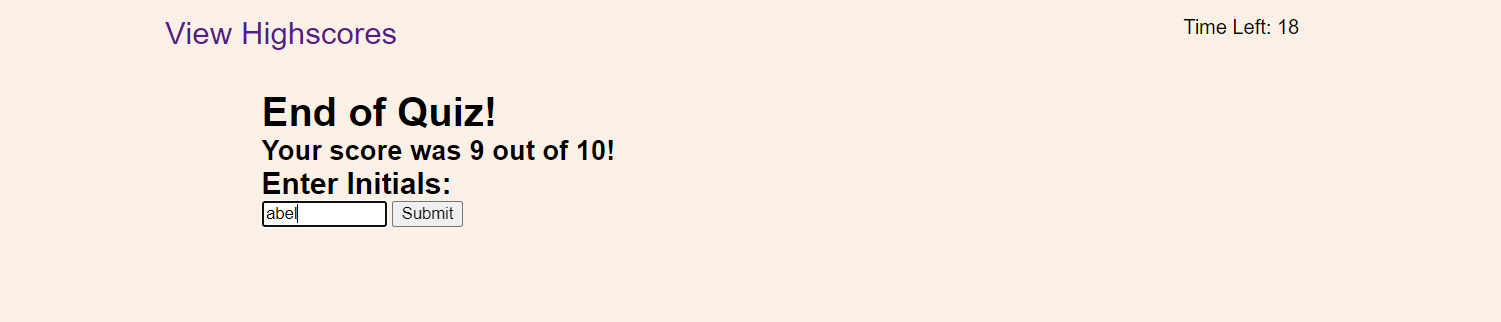 View Highscores
Time Left: 18
End of Quiz!
Your score was 9 out of 10!
Enter Initials:
abel Submit